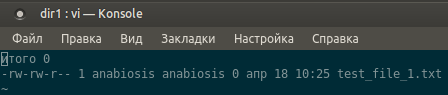 dir1 : vi — Konsole
Файл Правка Вид Закладки Настройка Справка
итого 0
-rw-rw-r-- 1 anabiosis anabiosis 0 апр 18 10:25 test_file_1.txt
~